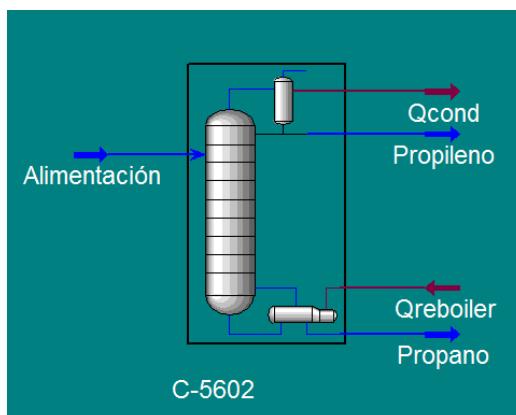 Qcond
Propileno
Alimentación
Qreboiler
Propano
C-5602